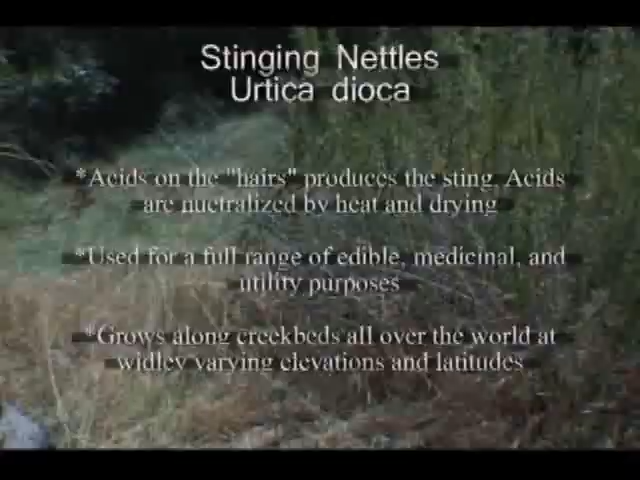 Stinging Nettles
Urtica dioca
*Acids on the "hairs" produces the sting. Acids
are nuetralized by heat and drying
*Used for a full range of edible, medicinal, and
utility purposes
*Grows along creekbeds all over the world at
widley varying elevations and latitudes